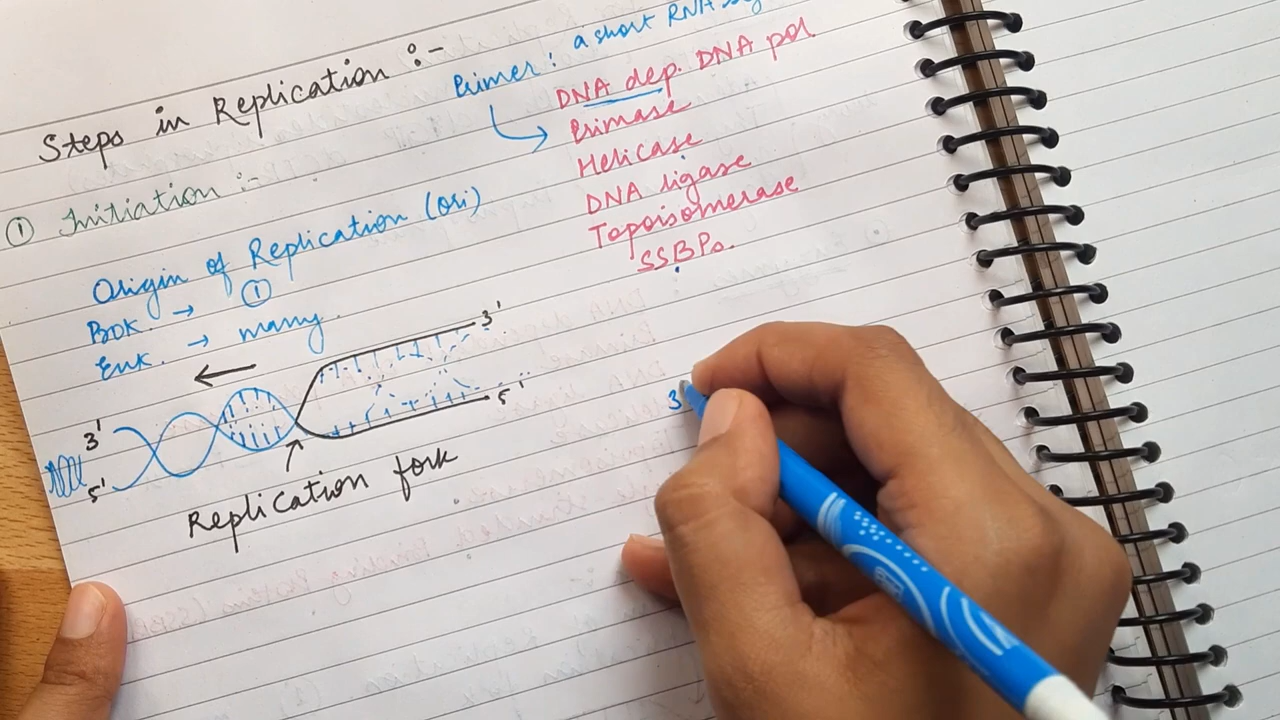 Steps in Replication :-
Primer : a short RNA
DNA dep. DNA pol
Primase
Helicase
DNA ligase
Topoisomerase
SSBPs.
① Initiation :-
Origin of Replication (ori)
Prok. → ①
Euk. → many.
3'
5'
3'
5'
Replication fork
3